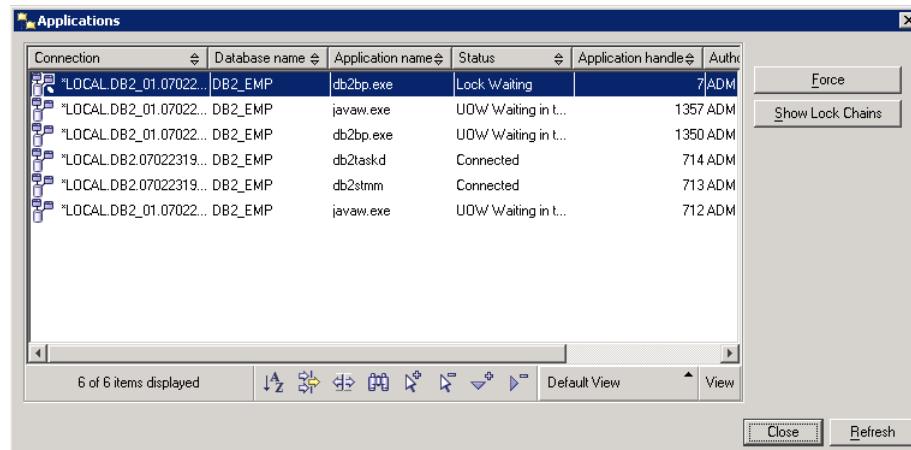 Applications
Connection Database name Application name Status Application handle Autho
*LOCAL.DB2_01.07022... DB2_EMP db2bp.exe Lock Waiting 7 ADM
*LOCAL.DB2_01.07022... DB2_EMP javaw.exe UOW Waiting in t... 1357 ADM
*LOCAL.DB2_01.07022... DB2_EMP db2bp.exe UOW Waiting in t... 1350 ADM
*LOCAL.DB2.07022319... DB2_EMP db2taskd Connected 714 ADM
*LOCAL.DB2.07022319... DB2_EMP db2stmm Connected 713 ADM
*LOCAL.DB2_01.07022... DB2_EMP javaw.exe UOW Waiting in t... 712 ADM
Force
Show Lock Chains
6 of 6 items displayed Default View View
Close Refresh